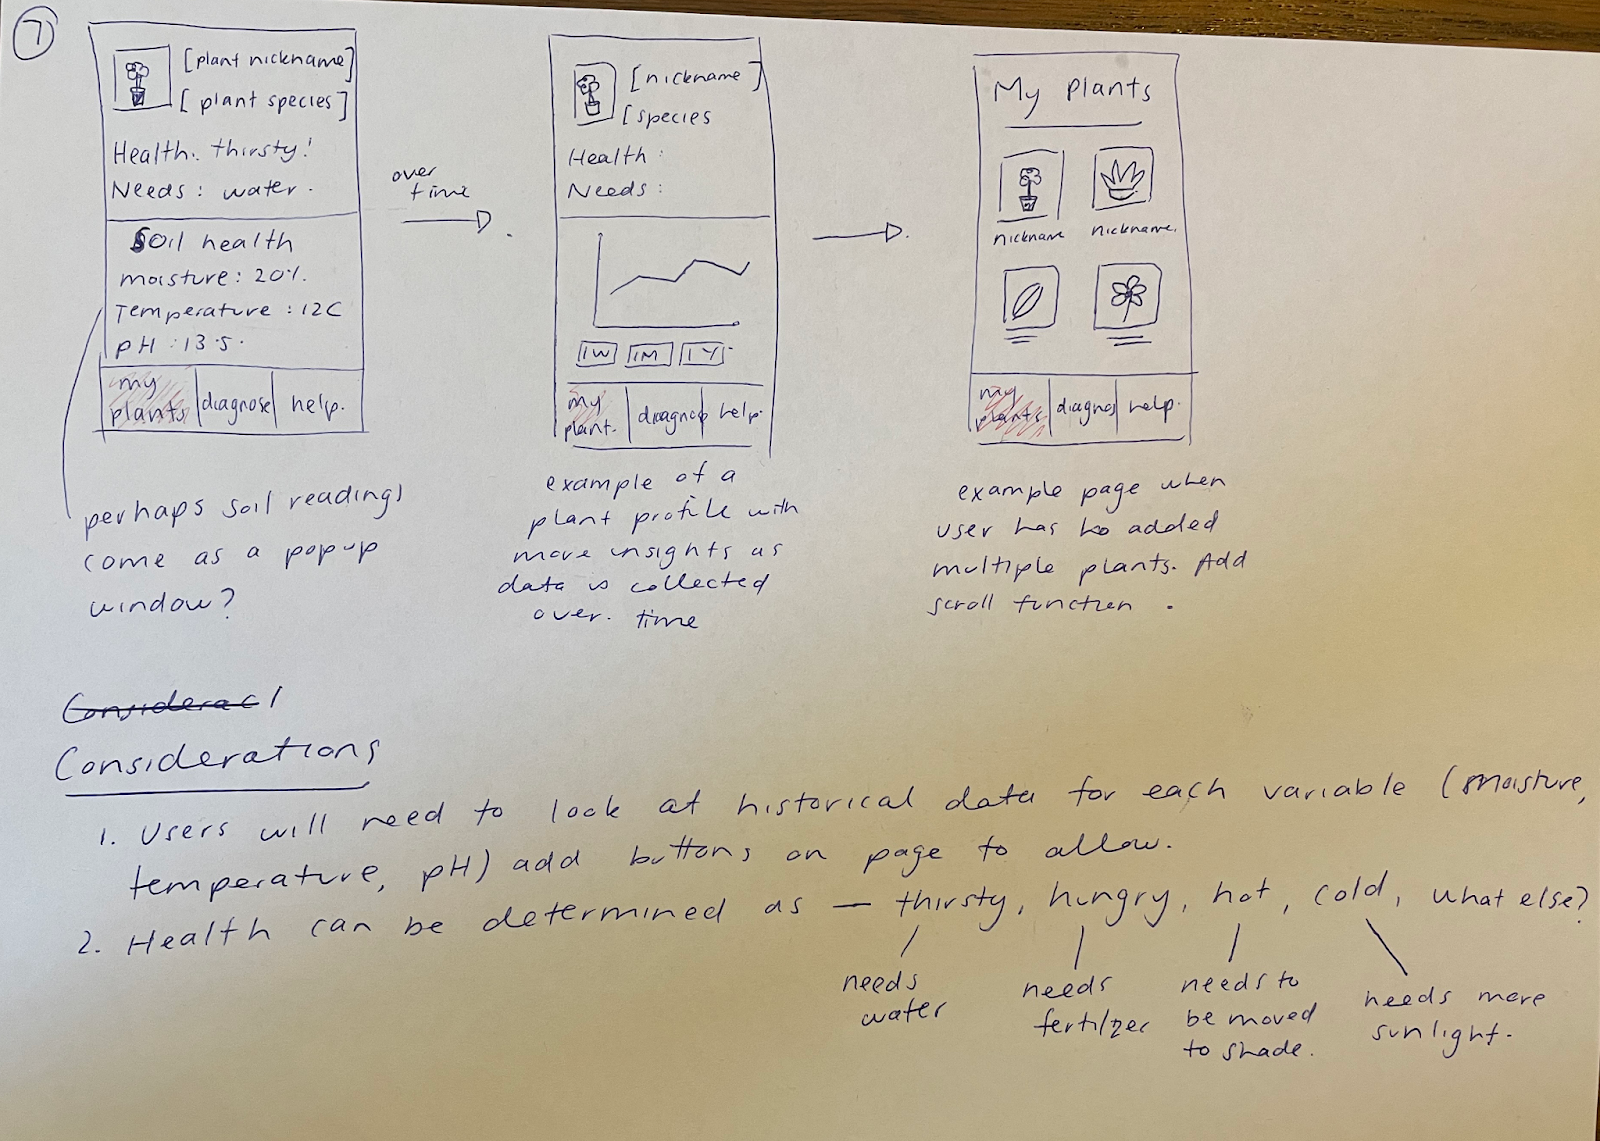 7
[plant nickname]
[plant species]
Health: thirsty!
Needs: water.
Soil health
moisture: 20%.
Temperature: 12C
pH: 13.5.
my plants
diagnose
help.
perhaps soil readings
come as a popup
window?
over
time
[nickname]
[species
Health:
Needs:
1W
1M
1Y
my plant.
diagnose
help.
example of a
plant profile with
more insights as
data is collected
over. time
My Plants
nickname
nickname.
my plants
diagnos
help.
example page when
user has added
multiple plants. Add
scroll function.
Considerations
1. Users will need to look at historical data for each variable (moisture,
temperature, pH) add buttons on page to allow.
2. Health can be determined as — thirsty, hungry, hot, cold, what else?
needs
water
needs
fertilizer
needs to
be moved
to shade.
needs more
sunlight.